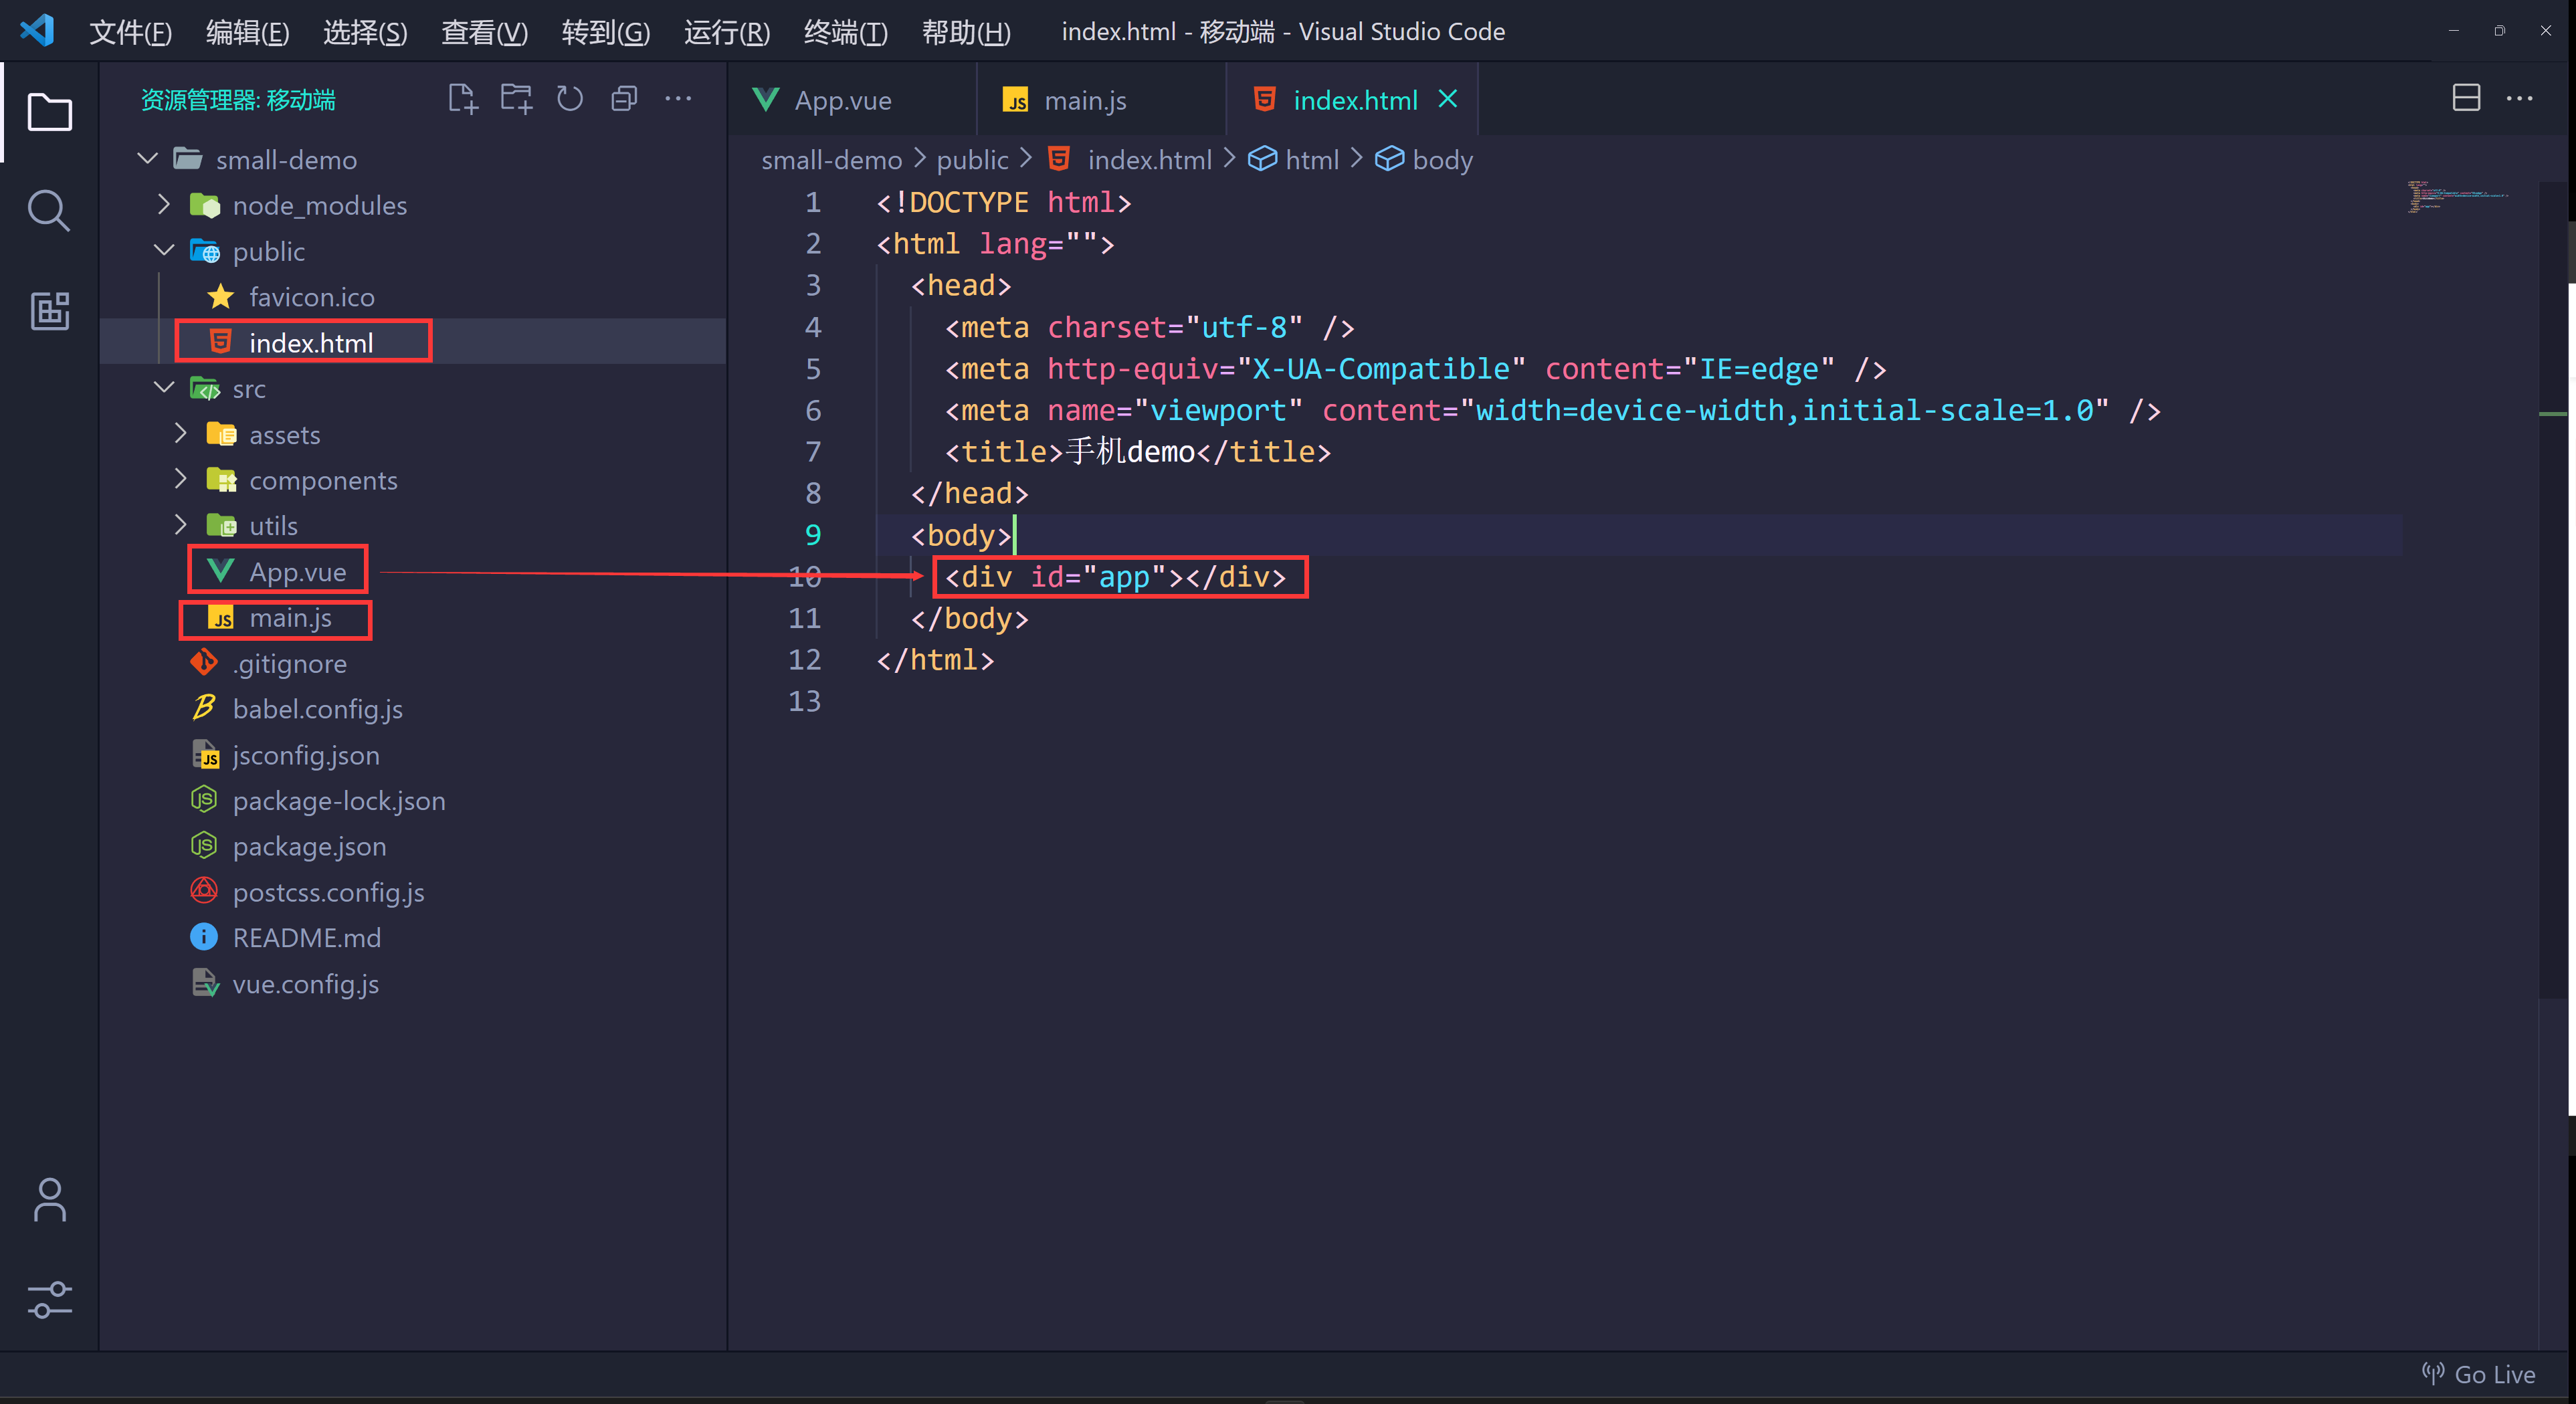 文件(F) 编辑(E) 选择(S) 查看(V) 转到(G) 运行(R) 终端(T) 帮助(H) index.html - 移动端 - Visual Studio Code
资源管理器: 移动端
small-demo
node_modules
public
favicon.ico
index.html
src
assets
components
utils
App.vue
main.js
.gitignore
babel.config.js
jsconfig.json
package-lock.json
package.json
postcss.config.js
README.md
vue.config.js
App.vue main.js index.html
small-demo > public > index.html > html > body
1 <!DOCTYPE html>
2 <html lang="">
3 <head>
4 <meta charset="utf-8" />
5 <meta http-equiv="X-UA-Compatible" content="IE=edge" />
6 <meta name="viewport" content="width=device-width,initial-scale=1.0" />
7 <title>手机demo</title>
8 </head>
9 <body>
10 <div id="app"></div>
11 </body>
12 </html>
13
Go Live